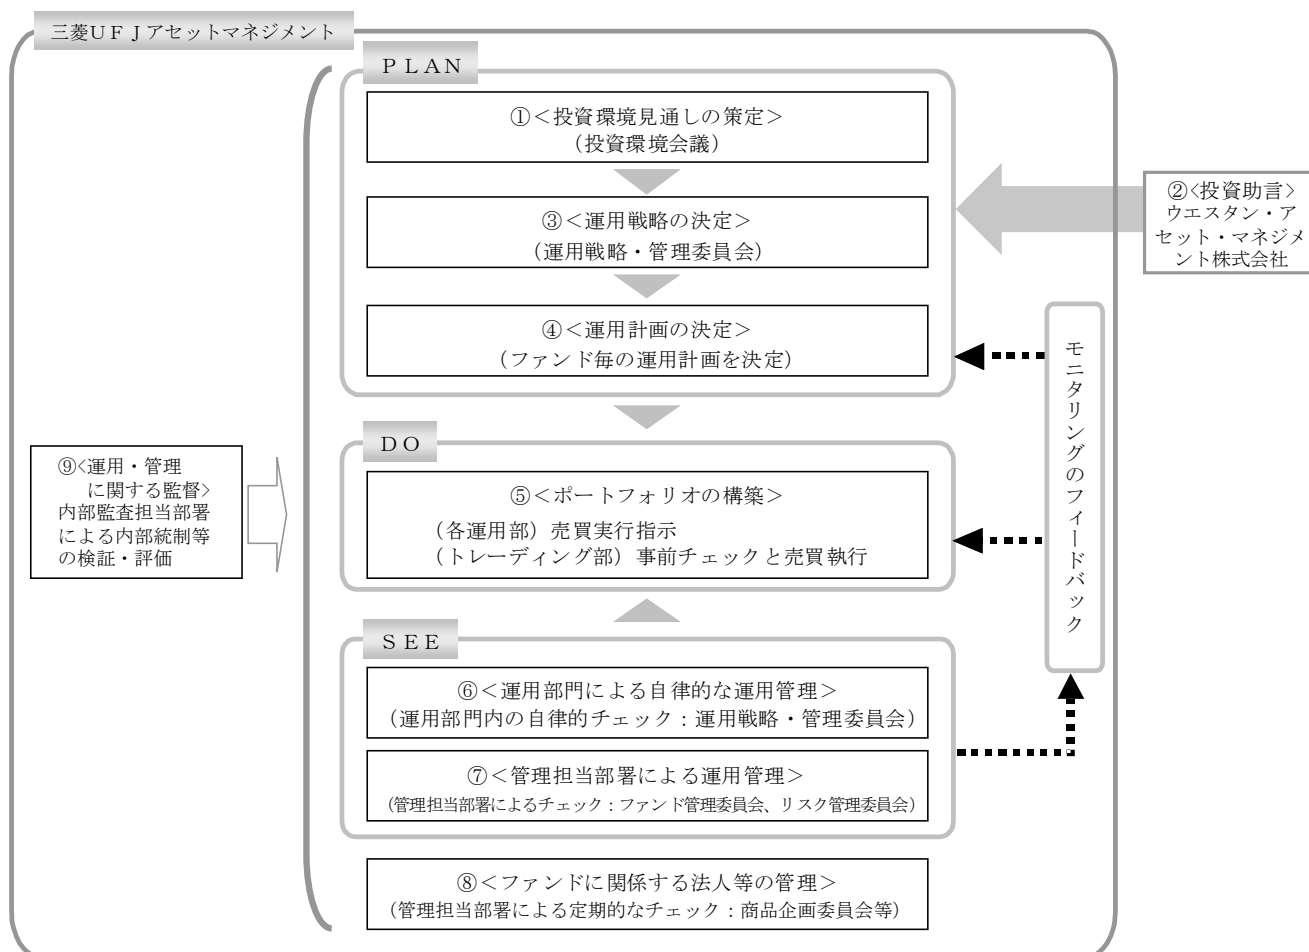 三菱ＵＦＪアセットマネジメント
ＰＬＡＮ
①＜投資環境見通しの策定＞
（投資環境会議）
③＜運用戦略の決定＞
（運用戦略・管理委員会）
④＜運用計画の決定＞
（ファンド毎の運用計画を決定）
②<投資助言>
ウエスタン・ア
セット・マネジメ
ント株式会社
ＤＯ
⑤＜ポートフォリオの構築＞
（各運用部）売買実行指示
（トレーディング部）事前チェックと売買執行
ＳＥＥ
⑥＜運用部門による自律的な運用管理＞
（運用部門内の自律的チェック：運用戦略・管理委員会）
⑦＜管理担当部署による運用管理＞
（管理担当部署によるチェック：ファンド管理委員会、リスク管理委員会）
⑧＜ファンドに関係する法人等の管理＞
（管理担当部署による定期的なチェック：商品企画委員会等）
モニタリングのフィードバック
⑨<運用・管理
に関する監督>
内部監査担当部署
による内部統制等
の検証・評価